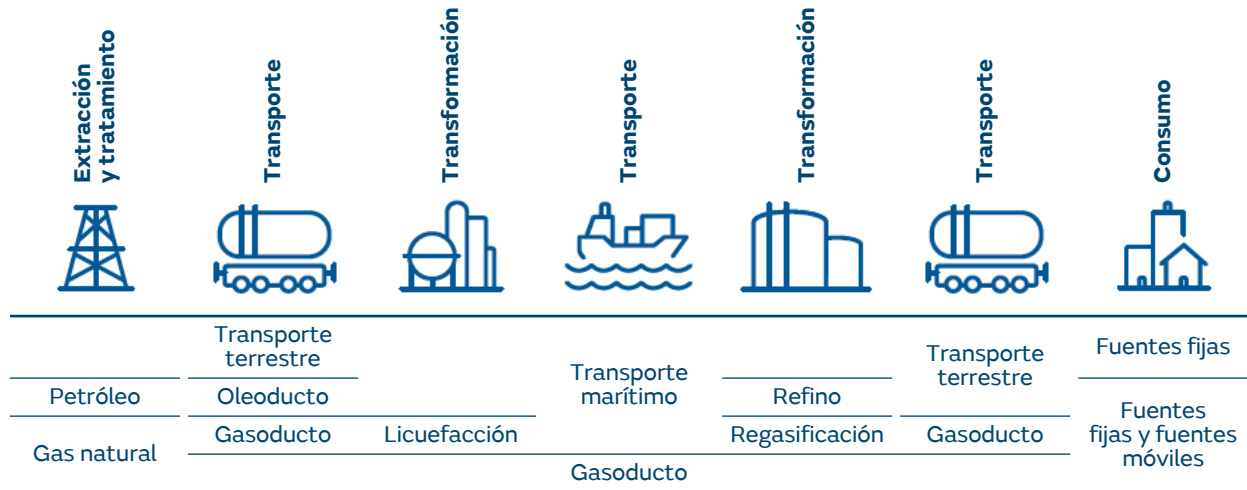 Extracción
y tratamiento
Transporte
Transformación
Transporte
Transformación
Transporte
Consumo
Transporte
terrestre
Transporte
marítimo
Transporte
terrestre
Fuentes fijas
Petróleo
Oleoducto
Refino
Fuentes
fijas y fuentes
móviles
Gas natural
Gasoducto
Licuefacción
Regasificación
Gasoducto
Gasoducto